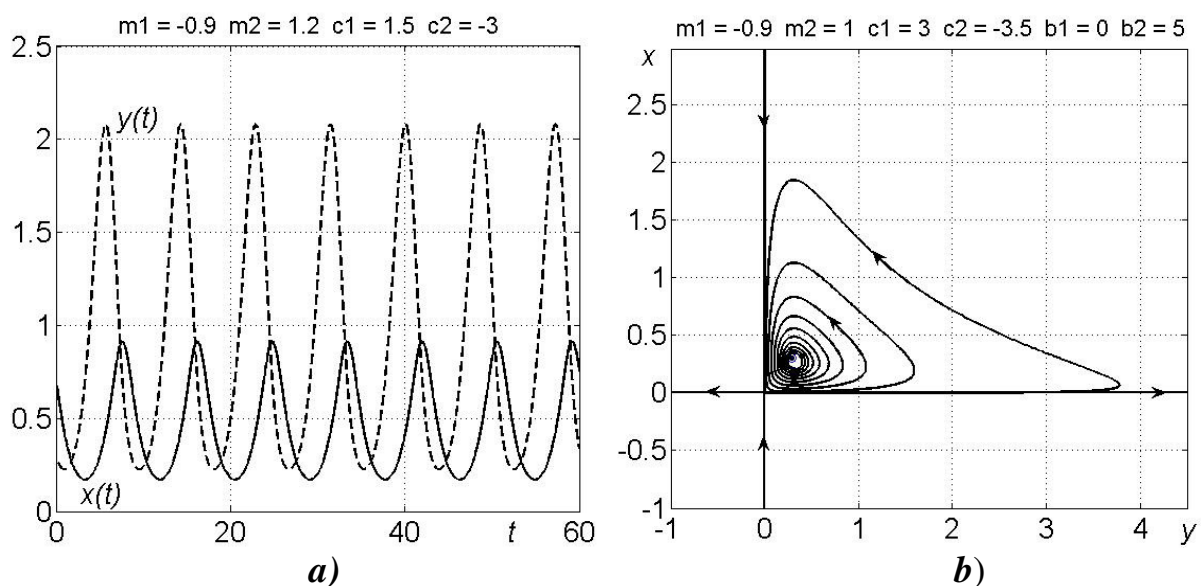 m1 = -0.9 m2 = 1.2 c1 = 1.5 c2 = -3
2.5
2
1.5
1
0.5
0
y(t)
x(t)
0 20 40 t 60
a)
m1 = -0.9 m2 = 1 c1 = 3 c2 = -3.5 b1 = 0 b2 = 5
x
2.5
2
1.5
1
0.5
0
-0.5
-1
-1 0 1 2 3 4 y
b)